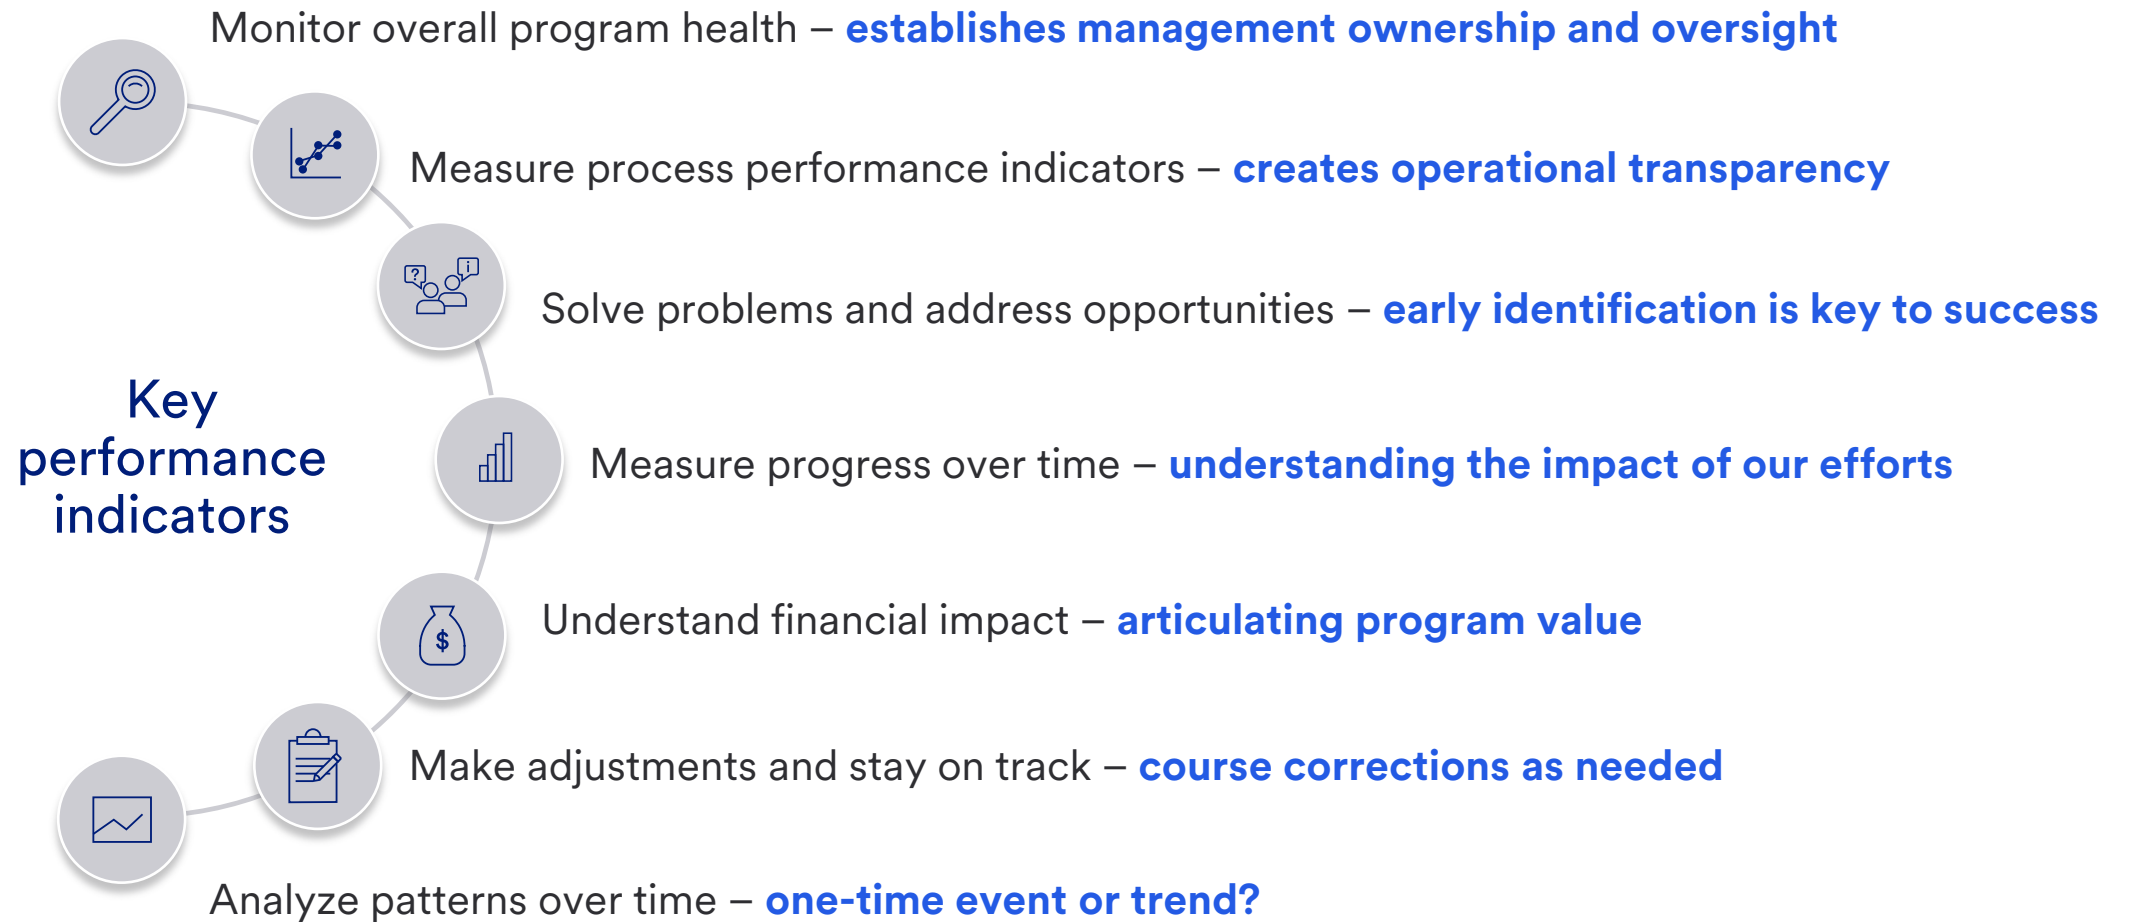 Monitor overall program health – establishes management ownership and oversight
Measure process performance indicators – creates operational transparency
? i
Solve problems and address opportunities – early identification is key to success
Key
performance
indicators
Measure progress over time – understanding the impact of our efforts
Understand financial impact – articulating program value
$
Make adjustments and stay on track – course corrections as needed
Analyze patterns over time – one-time event or trend?